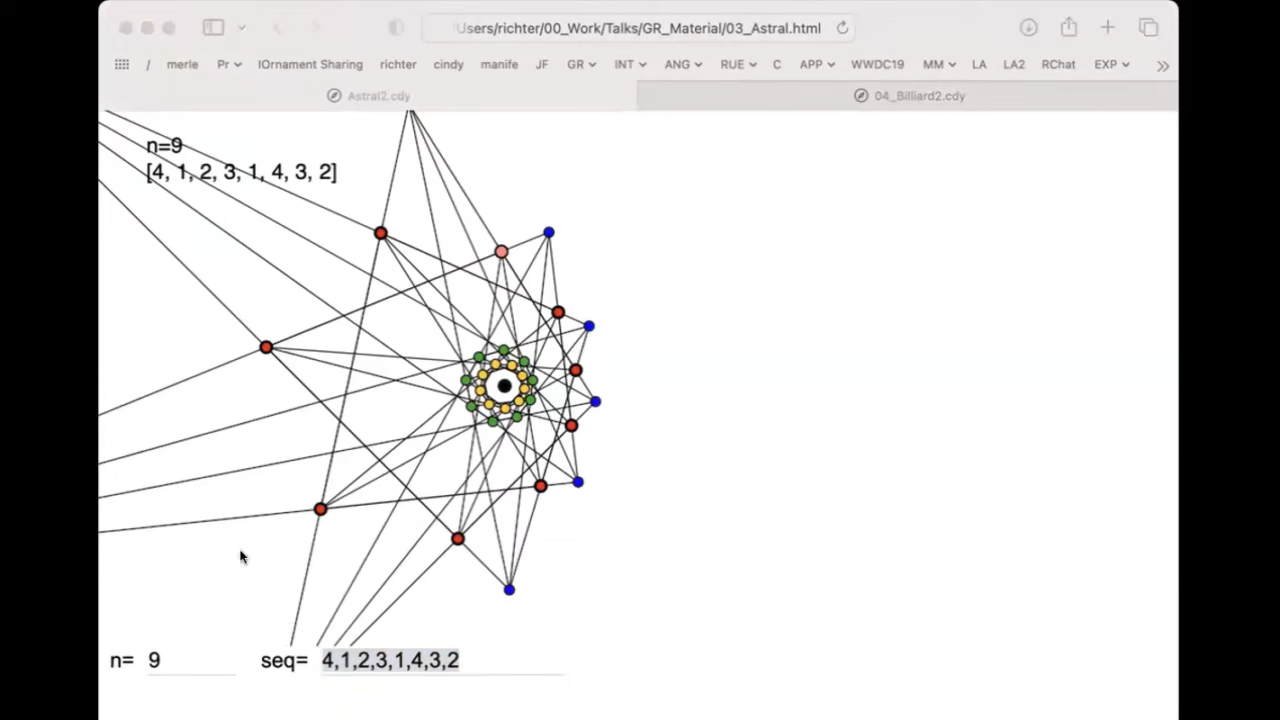 Users/richter/00_Work/Talks/GR_Material/03_Astral.html
/ merle Pr IOrnament Sharing richter cindy manife JF GR INT ANG RUE C APP WWDC19 MM LA LA2 RChat EXP
Astral2.cdy 04_Billiard2.cdy
n=9
[4, 1, 2, 3, 1, 4, 3, 2]
n= 9 seq= 4,1,2,3,1,4,3,2